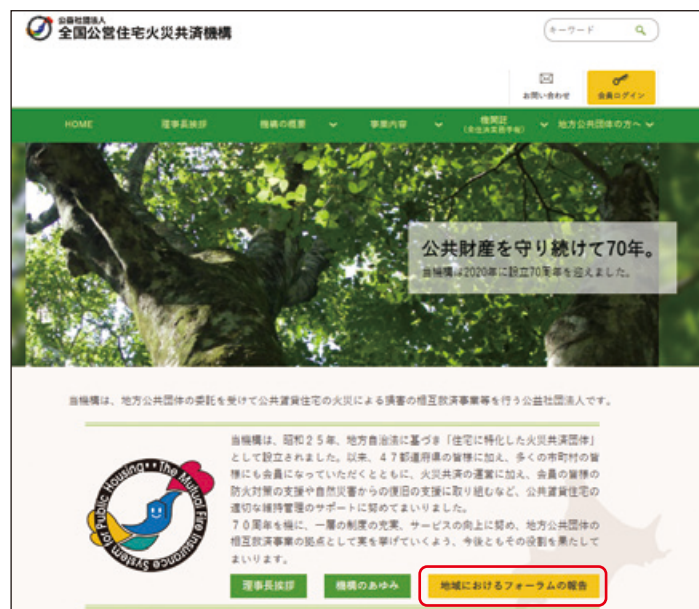 公益社団法人
全国公営住宅火災共済機構
キーワード
お問い合わせ
会員ログイン
HOME
理事長挨拶
機構の概要
事業内容
機関誌
(公住共営西手帖)
地方公共団体の方へ
公共財産を守り続けて70年。
当機構は2020年に設立70周年を迎えました。
当機構は、地方公共団体の委託を受けて公共賃貸住宅の火災による損害の相互救済事業等を行う公益社団法人です。
当機構は、昭和25年、地方自治法に基づき「住宅に特化した火災共済団体」
として設立されました。以来、47都道府県の皆様に加え、多くの市町村の皆
様にも会員になっていただくとともに、火災共済の運営に加え、会員の皆様の
防火対策の支援や自然災害からの復旧の支援に取り組むなど、公共賃貸住宅の
適切な維持管理のサポートに努めてまいりました。
70周年を機に、一層の制度の充実、サービスの向上に努め、地方公共団体の
相互救済事業の拠点として実を挙げていくよう、今後ともその役割を果たして
まいります。
The Mutual Fire Insurance System for Public Housing
理事長挨拶
機構のあゆみ
地域におけるフォーラムの報告